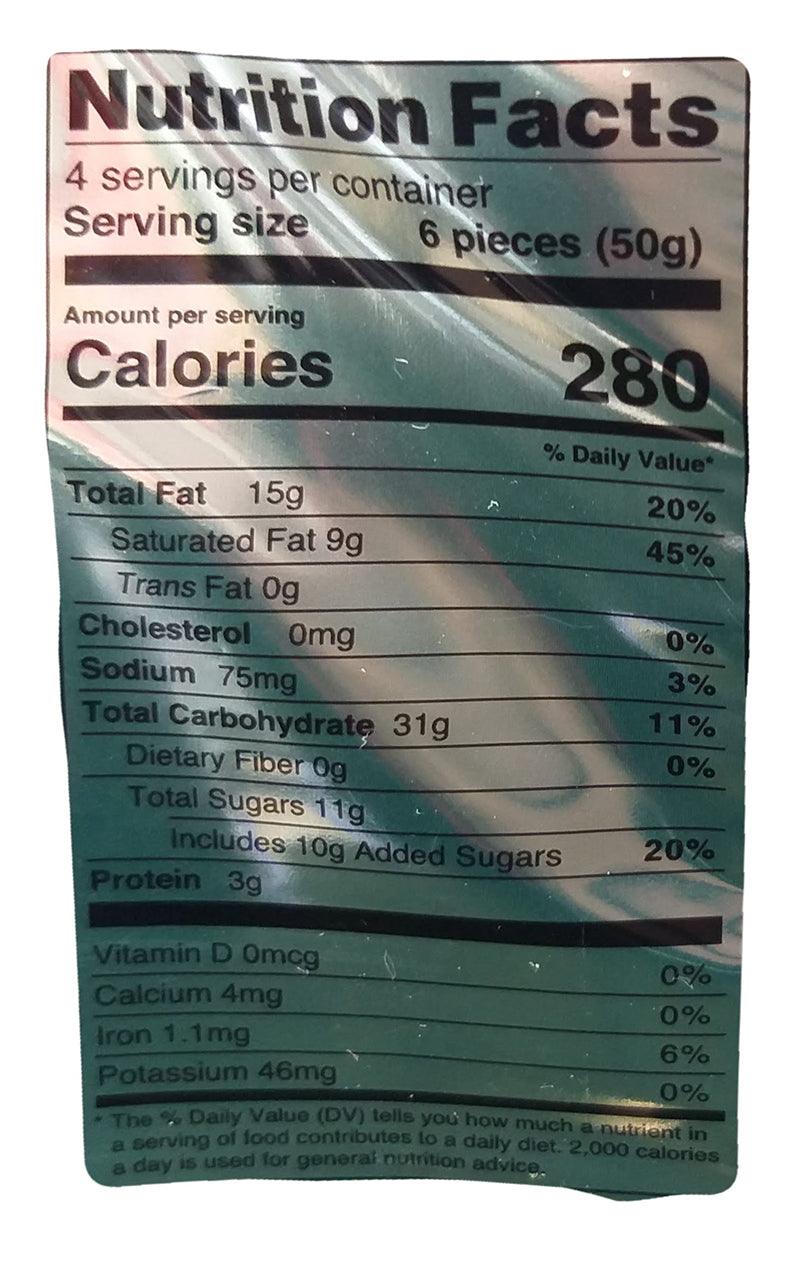 Nutrition Facts
4 servings per container
Serving size 6 pieces (50g)
Amount per serving
Calories 280
% Daily Value*
Total Fat 15g 20%
Saturated Fat 9g 45%
Trans Fat 0g
Cholesterol 0mg 0%
Sodium 75mg 3%
Total Carbohydrate 31g 11%
Dietary Fiber 0g 0%
Total Sugars 11g
Includes 10g Added Sugars 20%
Protein 3g
Vitamin D 0mcg 0%
Calcium 4mg 0%
Iron 1.1mg 6%
Potassium 46mg 0%
* The % Daily Value (DV) tells you how much a nutrient in
a serving of food contributes to a daily diet. 2,000 calories
a day is used for general nutrition advice.